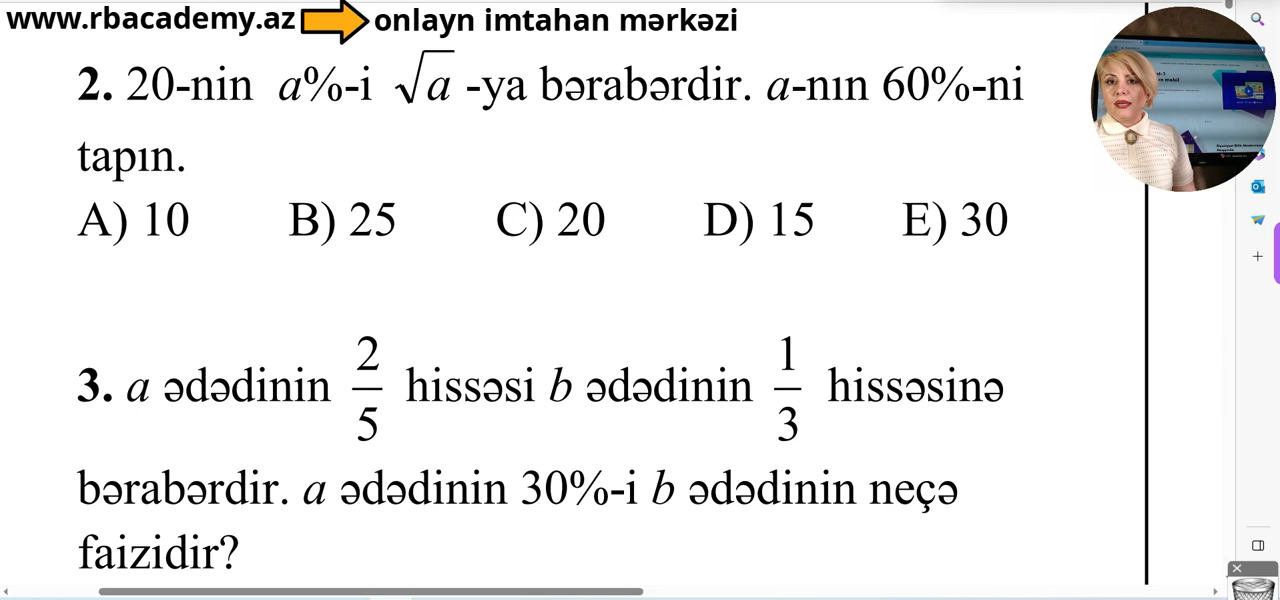 www.rbacademy.az onlayn imtahan mərkəzi
2. 20-nin a%-i √a -ya bərabərdir. a-nın 60%-ni
tapın.
A) 10 B) 25 C) 20 D) 15 E) 30
3. a ədədinin 2/5 hissəsi b ədədinin 1/3 hissəsinə
bərabərdir. a ədədinin 30%-i b ədədinin neçə
faizidir?